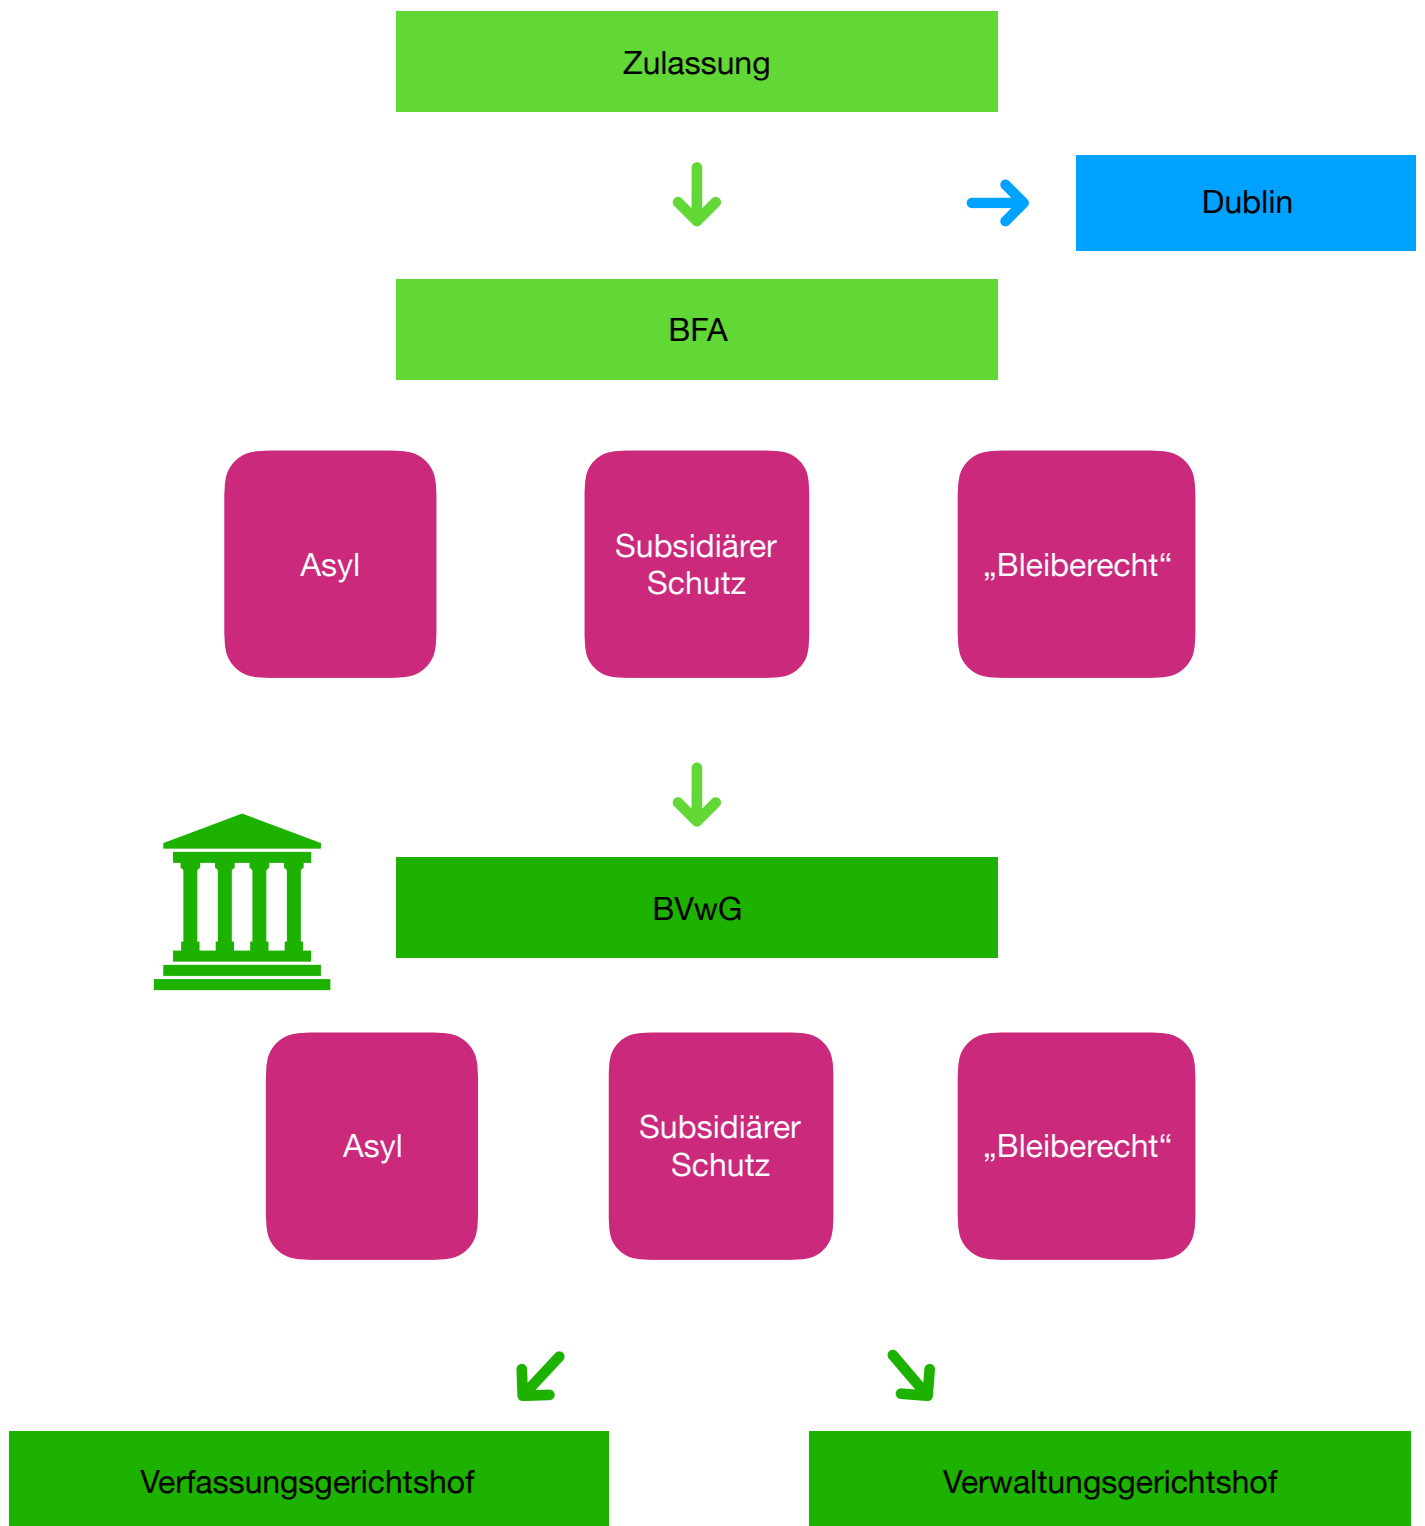 Zulassung
Dublin
BFA
Asyl
Subsidiärer
Schutz
„Bleiberecht“
BVwG
Asyl
Subsidiärer
Schutz
„Bleiberecht“
Verfassungsgerichtshof
Verwaltungsgerichtshof